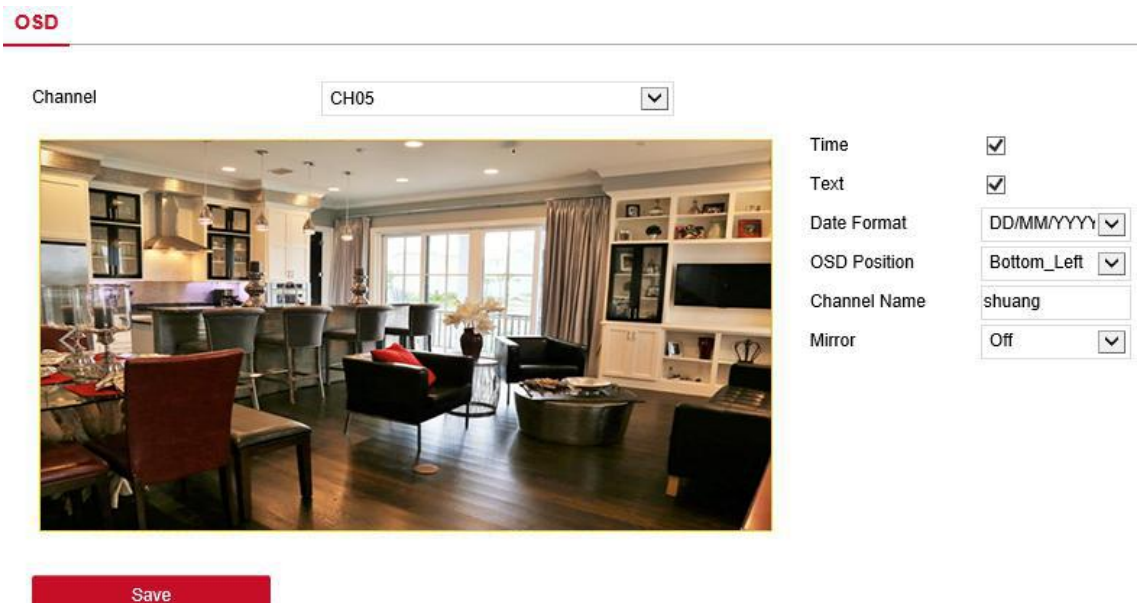 OSD
Channel CH05
Time
Text
Date Format DD/MM/YYYY
OSD Position Bottom_Left
Channel Name shuang
Mirror Off
Save